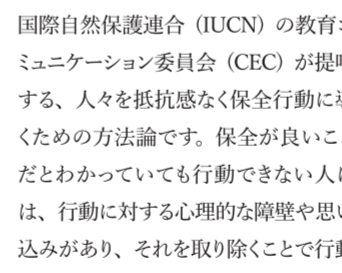 国際自然保護連合（IUCN）の教育
ミュニケーション委員会（CEC）が提
する、人々を抵抗感なく保全行動に
くための方法論です。保全が良いこ
だとわかっていても行動できない人
は、行動に対する心理的な障壁や思い
込みがあり、それを取り除くことで行